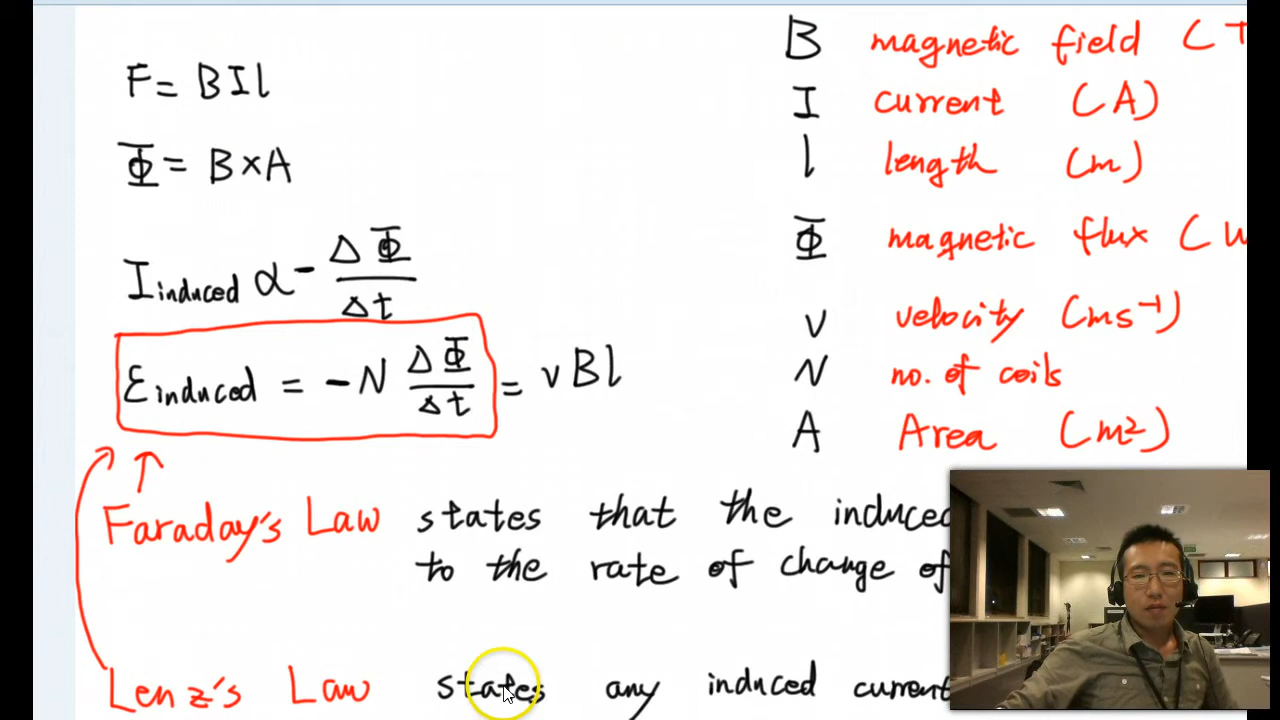 F = BIl
Φ = B×A
I induced α - ΔΦ/Δt
Ɛ induced = -N ΔΦ/Δt = vBl
B magnetic field (T
I current (A)
l length (m)
Φ magnetic flux (W
v velocity (ms⁻¹)
N no. of coils
A Area (m²)
Faraday's Law states that the induced
to the rate of change of
Lenz's Law states any induced current